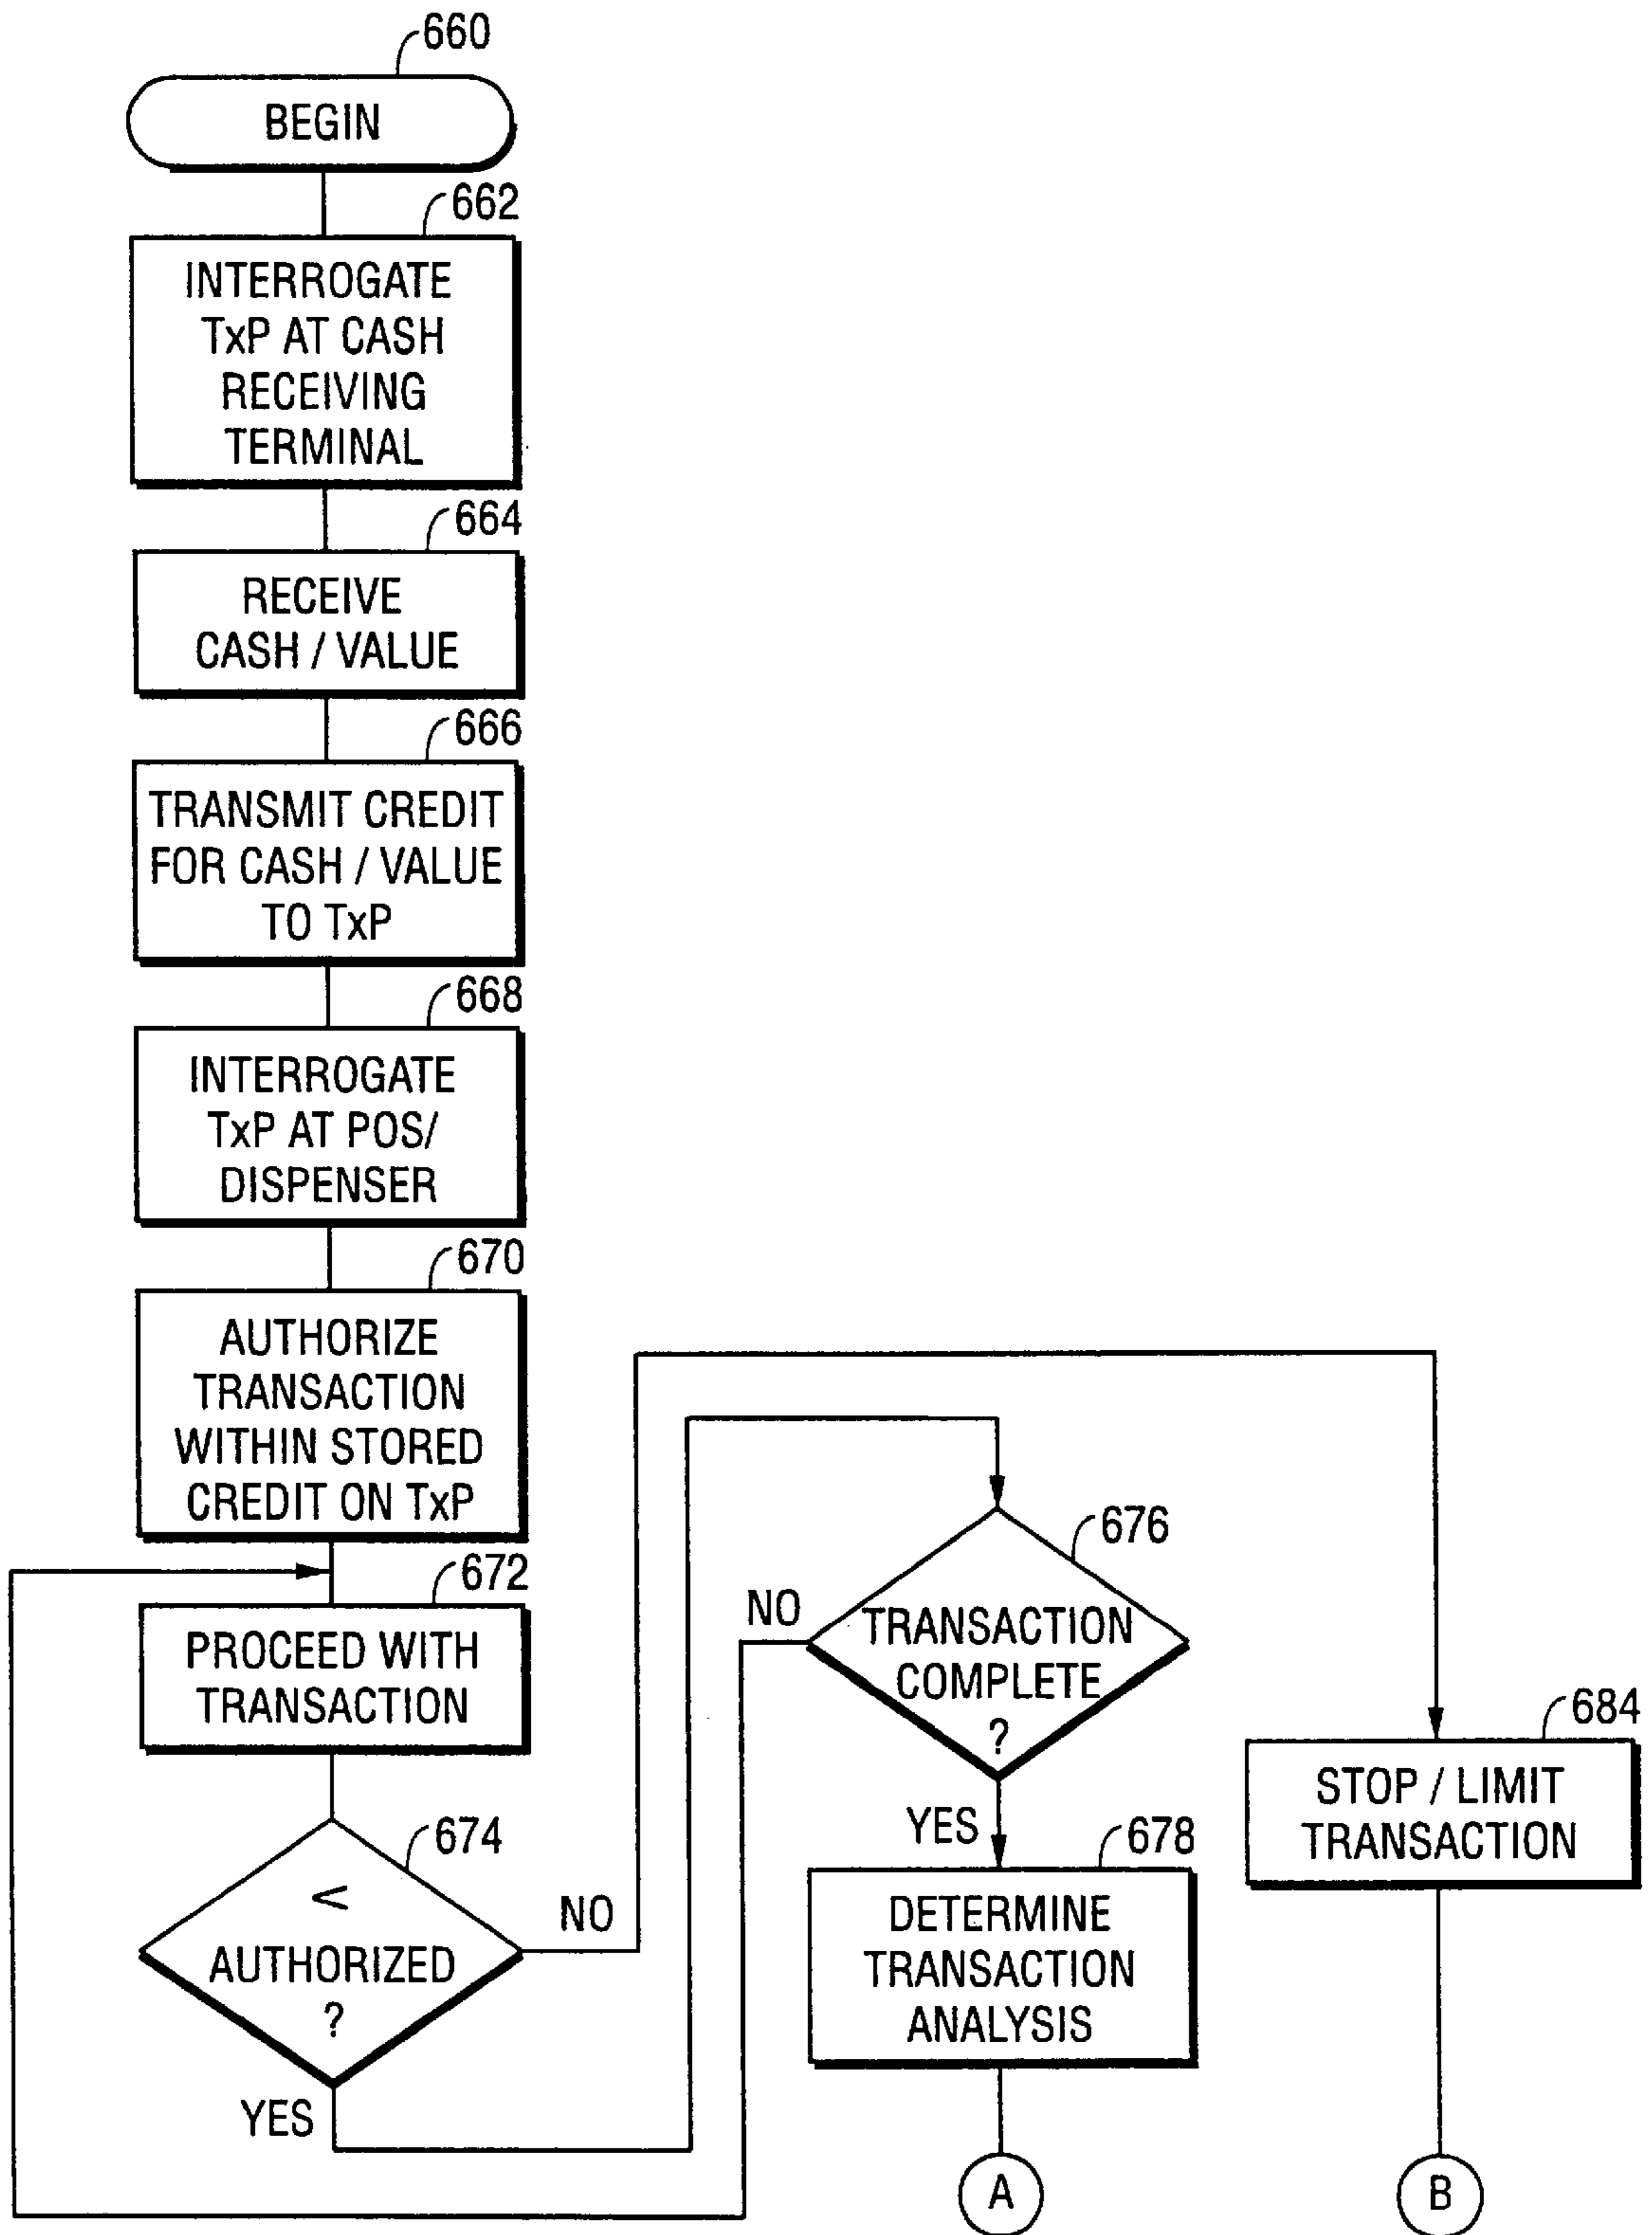 660
BEGIN
662
INTERROGATE
TxP AT CASH
RECEIVING
TERMINAL
664
RECEIVE
CASH / VALUE
666
TRANSMIT CREDIT
FOR CASH / VALUE
TO TxP
668
INTERROGATE
TxP AT POS/
DISPENSER
670
AUTHORIZE
TRANSACTION
WITHIN STORED
CREDIT ON TxP
672
PROCEED WITH
TRANSACTION
674
<
AUTHORIZED
?
NO
YES
676
TRANSACTION
COMPLETE
?
NO
YES
678
DETERMINE
TRANSACTION
ANALYSIS
A
684
STOP / LIMIT
TRANSACTION
B